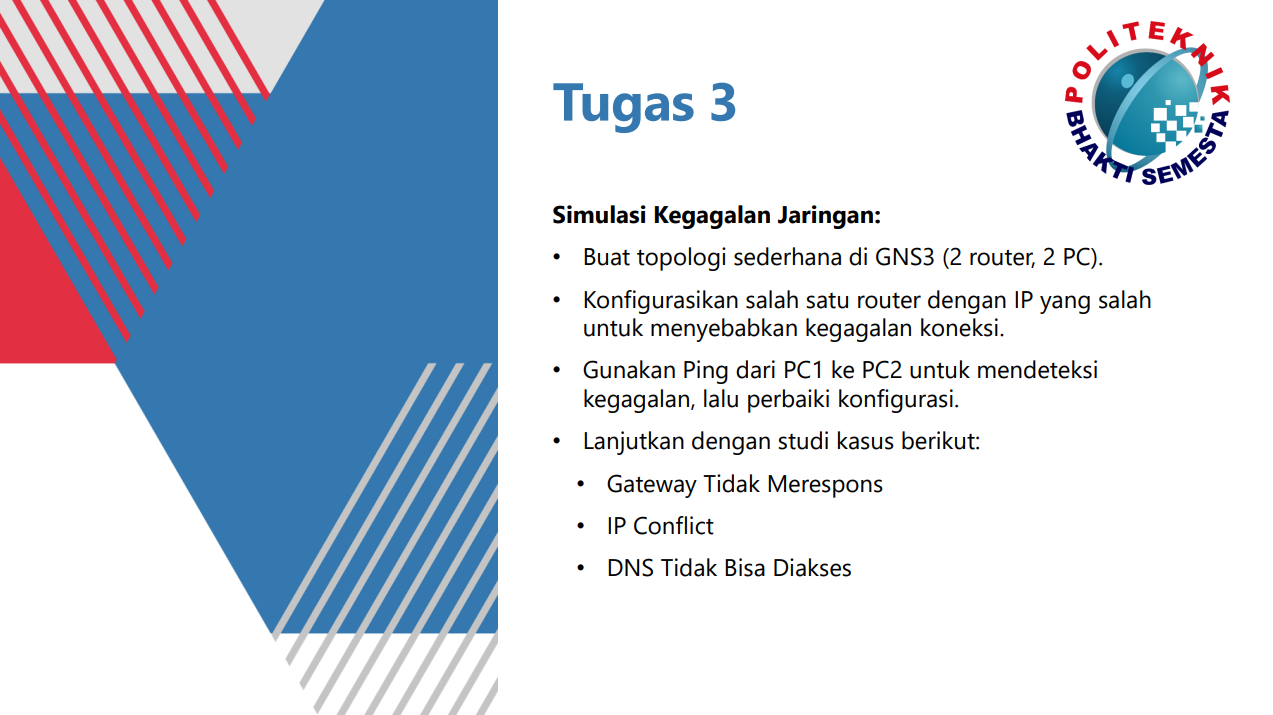 POLITEKNIK
BHAKTI SEMESTA
Tugas 3
Simulasi Kegagalan Jaringan:
• Buat topologi sederhana di GNS3 (2 router, 2 PC).
• Konfigurasikan salah satu router dengan IP yang salah
untuk menyebabkan kegagalan koneksi.
• Gunakan Ping dari PC1 ke PC2 untuk mendeteksi
kegagalan, lalu perbaiki konfigurasi.
• Lanjutkan dengan studi kasus berikut:
• Gateway Tidak Merespons
• IP Conflict
• DNS Tidak Bisa Diakses